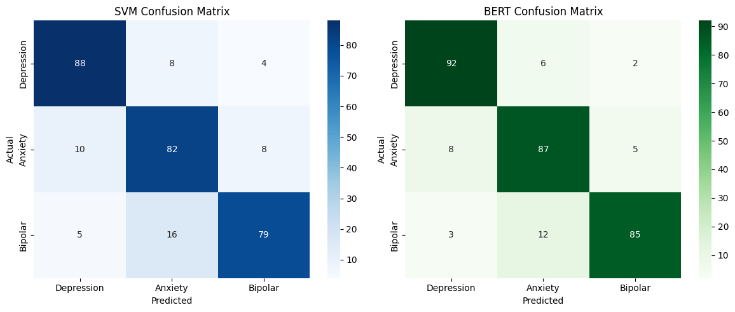 SVM Confusion Matrix
Actual
Depression
Anxiety
Bipolar
88 8 4
10 82 8
5 16 79
Depression Anxiety Bipolar
Predicted
80
70
60
50
40
30
20
10
BERT Confusion Matrix
Actual
Depression
Anxiety
Bipolar
92 6 2
8 87 5
3 12 85
Depression Anxiety Bipolar
Predicted
90
80
70
60
50
40
30
20
10